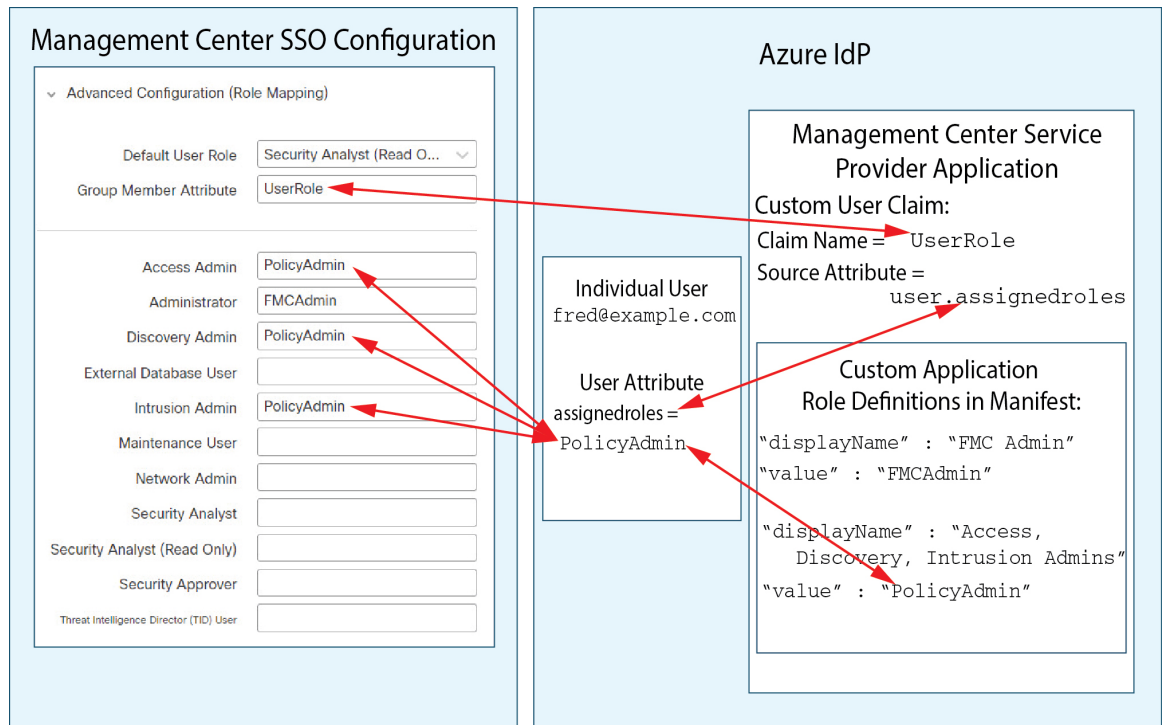 Management Center SSO Configuration
Advanced Configuration (Role Mapping)
Default User Role Security Analyst (Read O...
Group Member Attribute UserRole
Access Admin PolicyAdmin
Administrator FMCAdmin
Discovery Admin PolicyAdmin
External Database User
Intrusion Admin PolicyAdmin
Maintenance User
Network Admin
Security Analyst
Security Analyst (Read Only)
Security Approver
Threat Intelligence Director (TID) User
Azure IdP
Individual User
fred@example.com
User Attribute
assignedroles =
PolicyAdmin
Management Center Service
Provider Application
Custom User Claim:
Claim Name = UserRole
Source Attribute =
user.assignedroles
Custom Application
Role Definitions in Manifest:
“displayName” : “FMC Admin”
“value” : “FMCAdmin”
“displayName” : “Access,
Discovery, Intrusion Admins”
“value” : “PolicyAdmin”